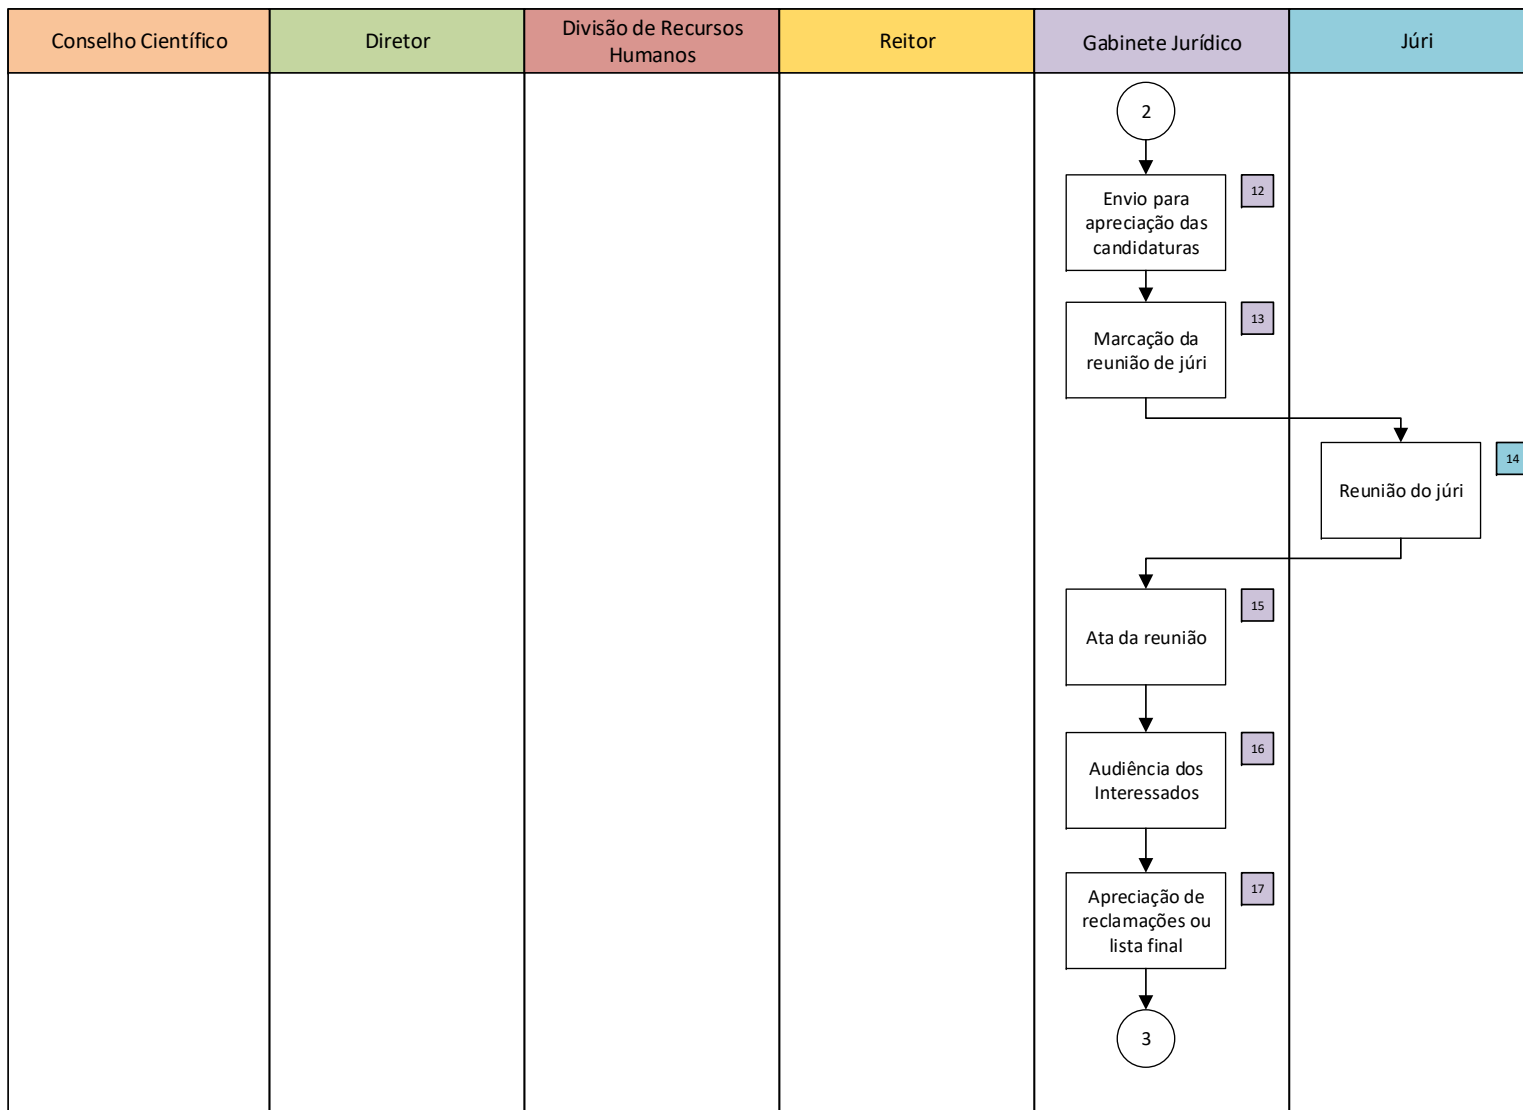 Conselho Científico
Diretor
Divisão de Recursos
Humanos
Reitor
Gabinete Jurídico
Júri
2
12
Envio para
apreciação das
candidaturas
13
Marcação da
reunião de júri
14
Reunião do júri
15
Ata da reunião
16
Audiência dos
Interessados
17
Apreciação de
reclamações ou
lista final
3